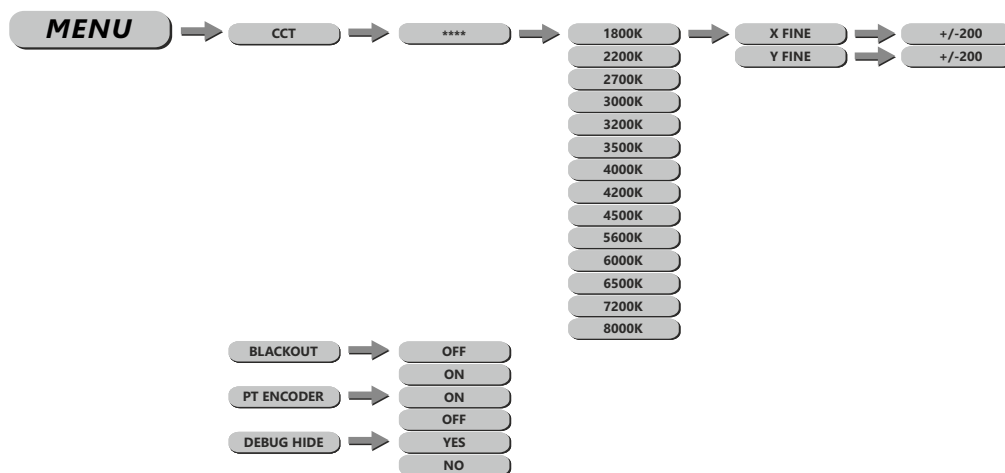 MENU CCT **** 1800K X FINE +/-200
2200K Y FINE +/-200
2700K
3000K
3200K
3500K
4000K
4200K
4500K
5600K
6000K
6500K
7200K
8000K
BLACKOUT OFF
ON
PT ENCODER ON
OFF
DEBUG HIDE YES
NO